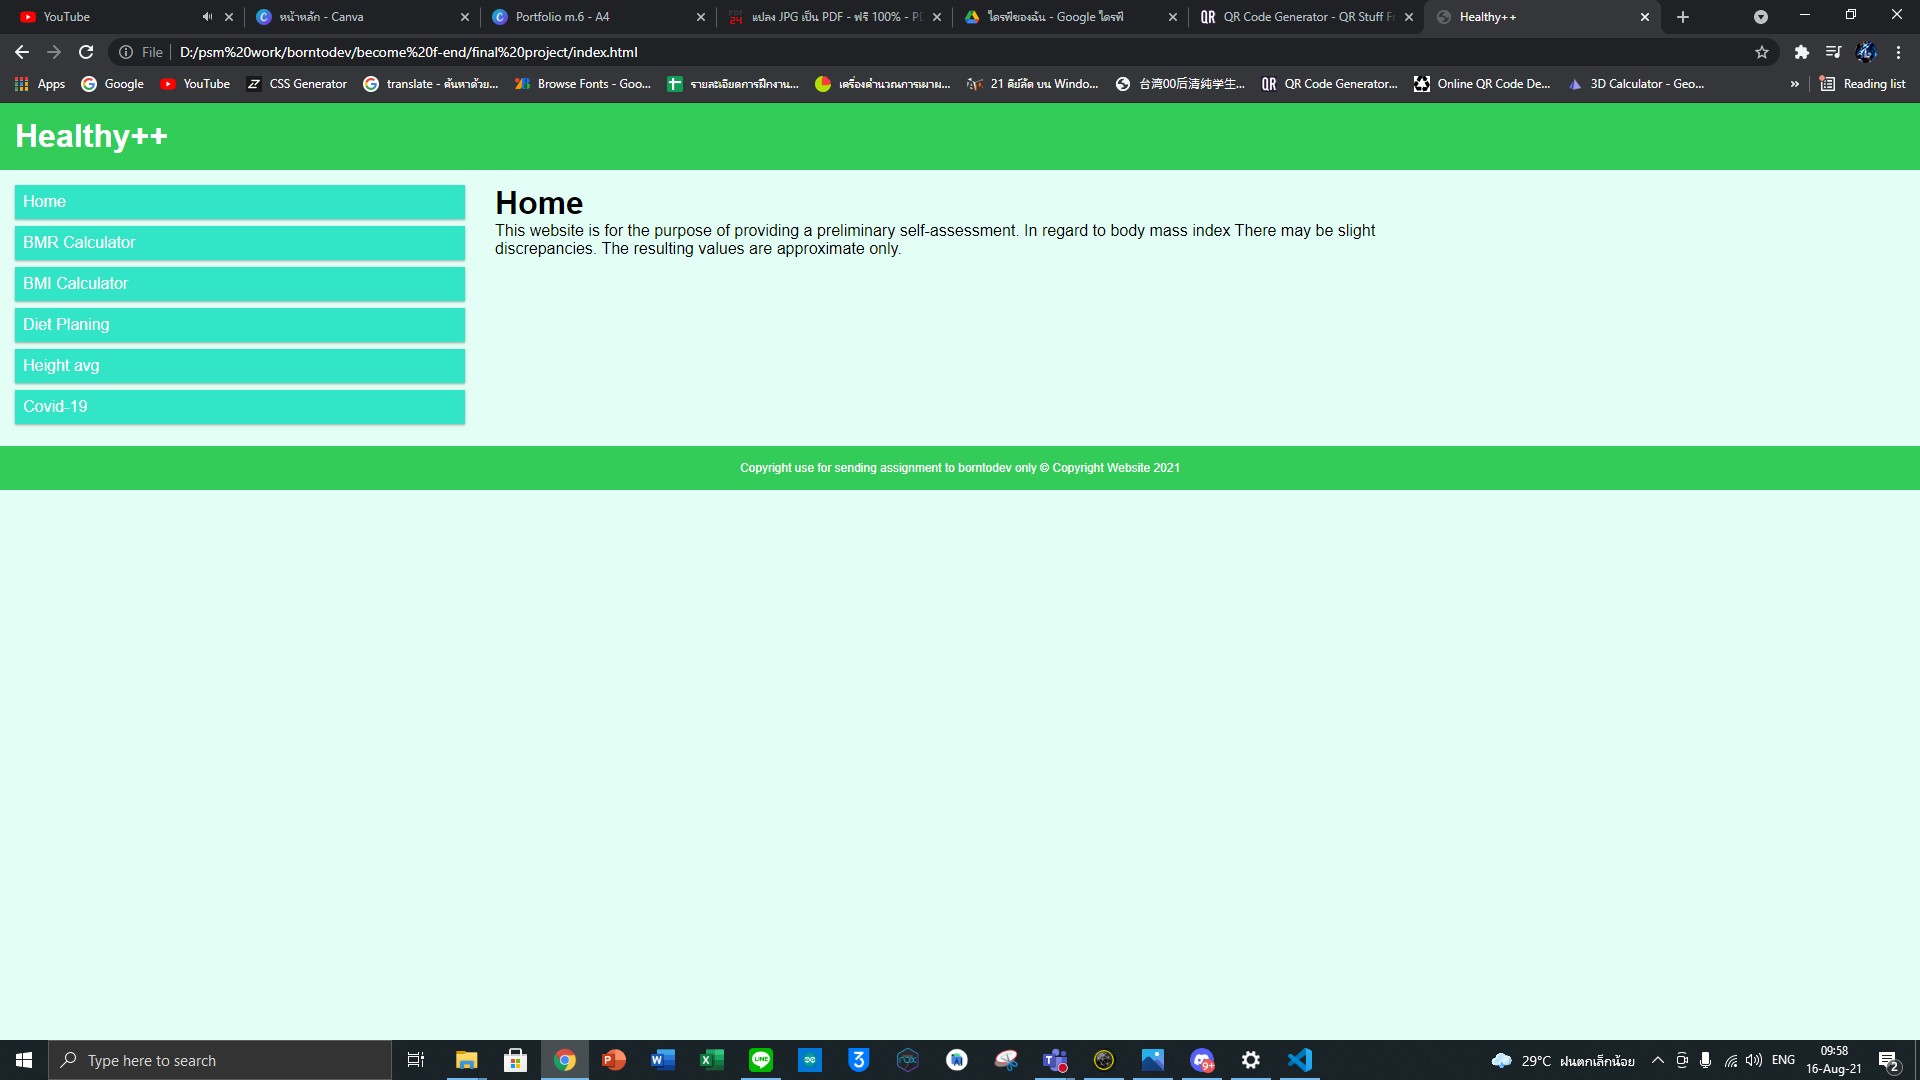 YouTube
หน้าหลัก - Canva
Portfolio m.6 - A4
แปลง JPG เป็น PDF - ฟรี 100% - P
ไดรฟ์ของฉัน - Google ไดรฟ์
QR
QR Code Generator - QR Stuff Fr
Healthy++
File
D:/psm%20work/borntodev/become%20f-end/final%20project/index.html
Apps
Google
YouTube
CSS Generator
translate - ค้นหาด้วย...
Browse Fonts - Goo...
รายละเอียดการฝึกงาน...
เครื่องคำนวณการเผาผ...
21 คีย์ลัด บน Windo...
台湾00后清纯学生...
QR
QR Code Generator...
Online QR Code De...
3D Calculator - Geo...
»
Reading list
Healthy++
Home
BMR Calculator
BMI Calculator
Diet Planing
Height avg
Covid-19
Home
This website is for the purpose of providing a preliminary self-assessment. In regard to body mass index There may be slight
discrepancies. The resulting values are approximate only.
Copyright use for sending assignment to borntodev only © Copyright Website 2021
Type here to search
29°C ฝนตกเล็กน้อย
ENG
09:58
16-Aug-21
2